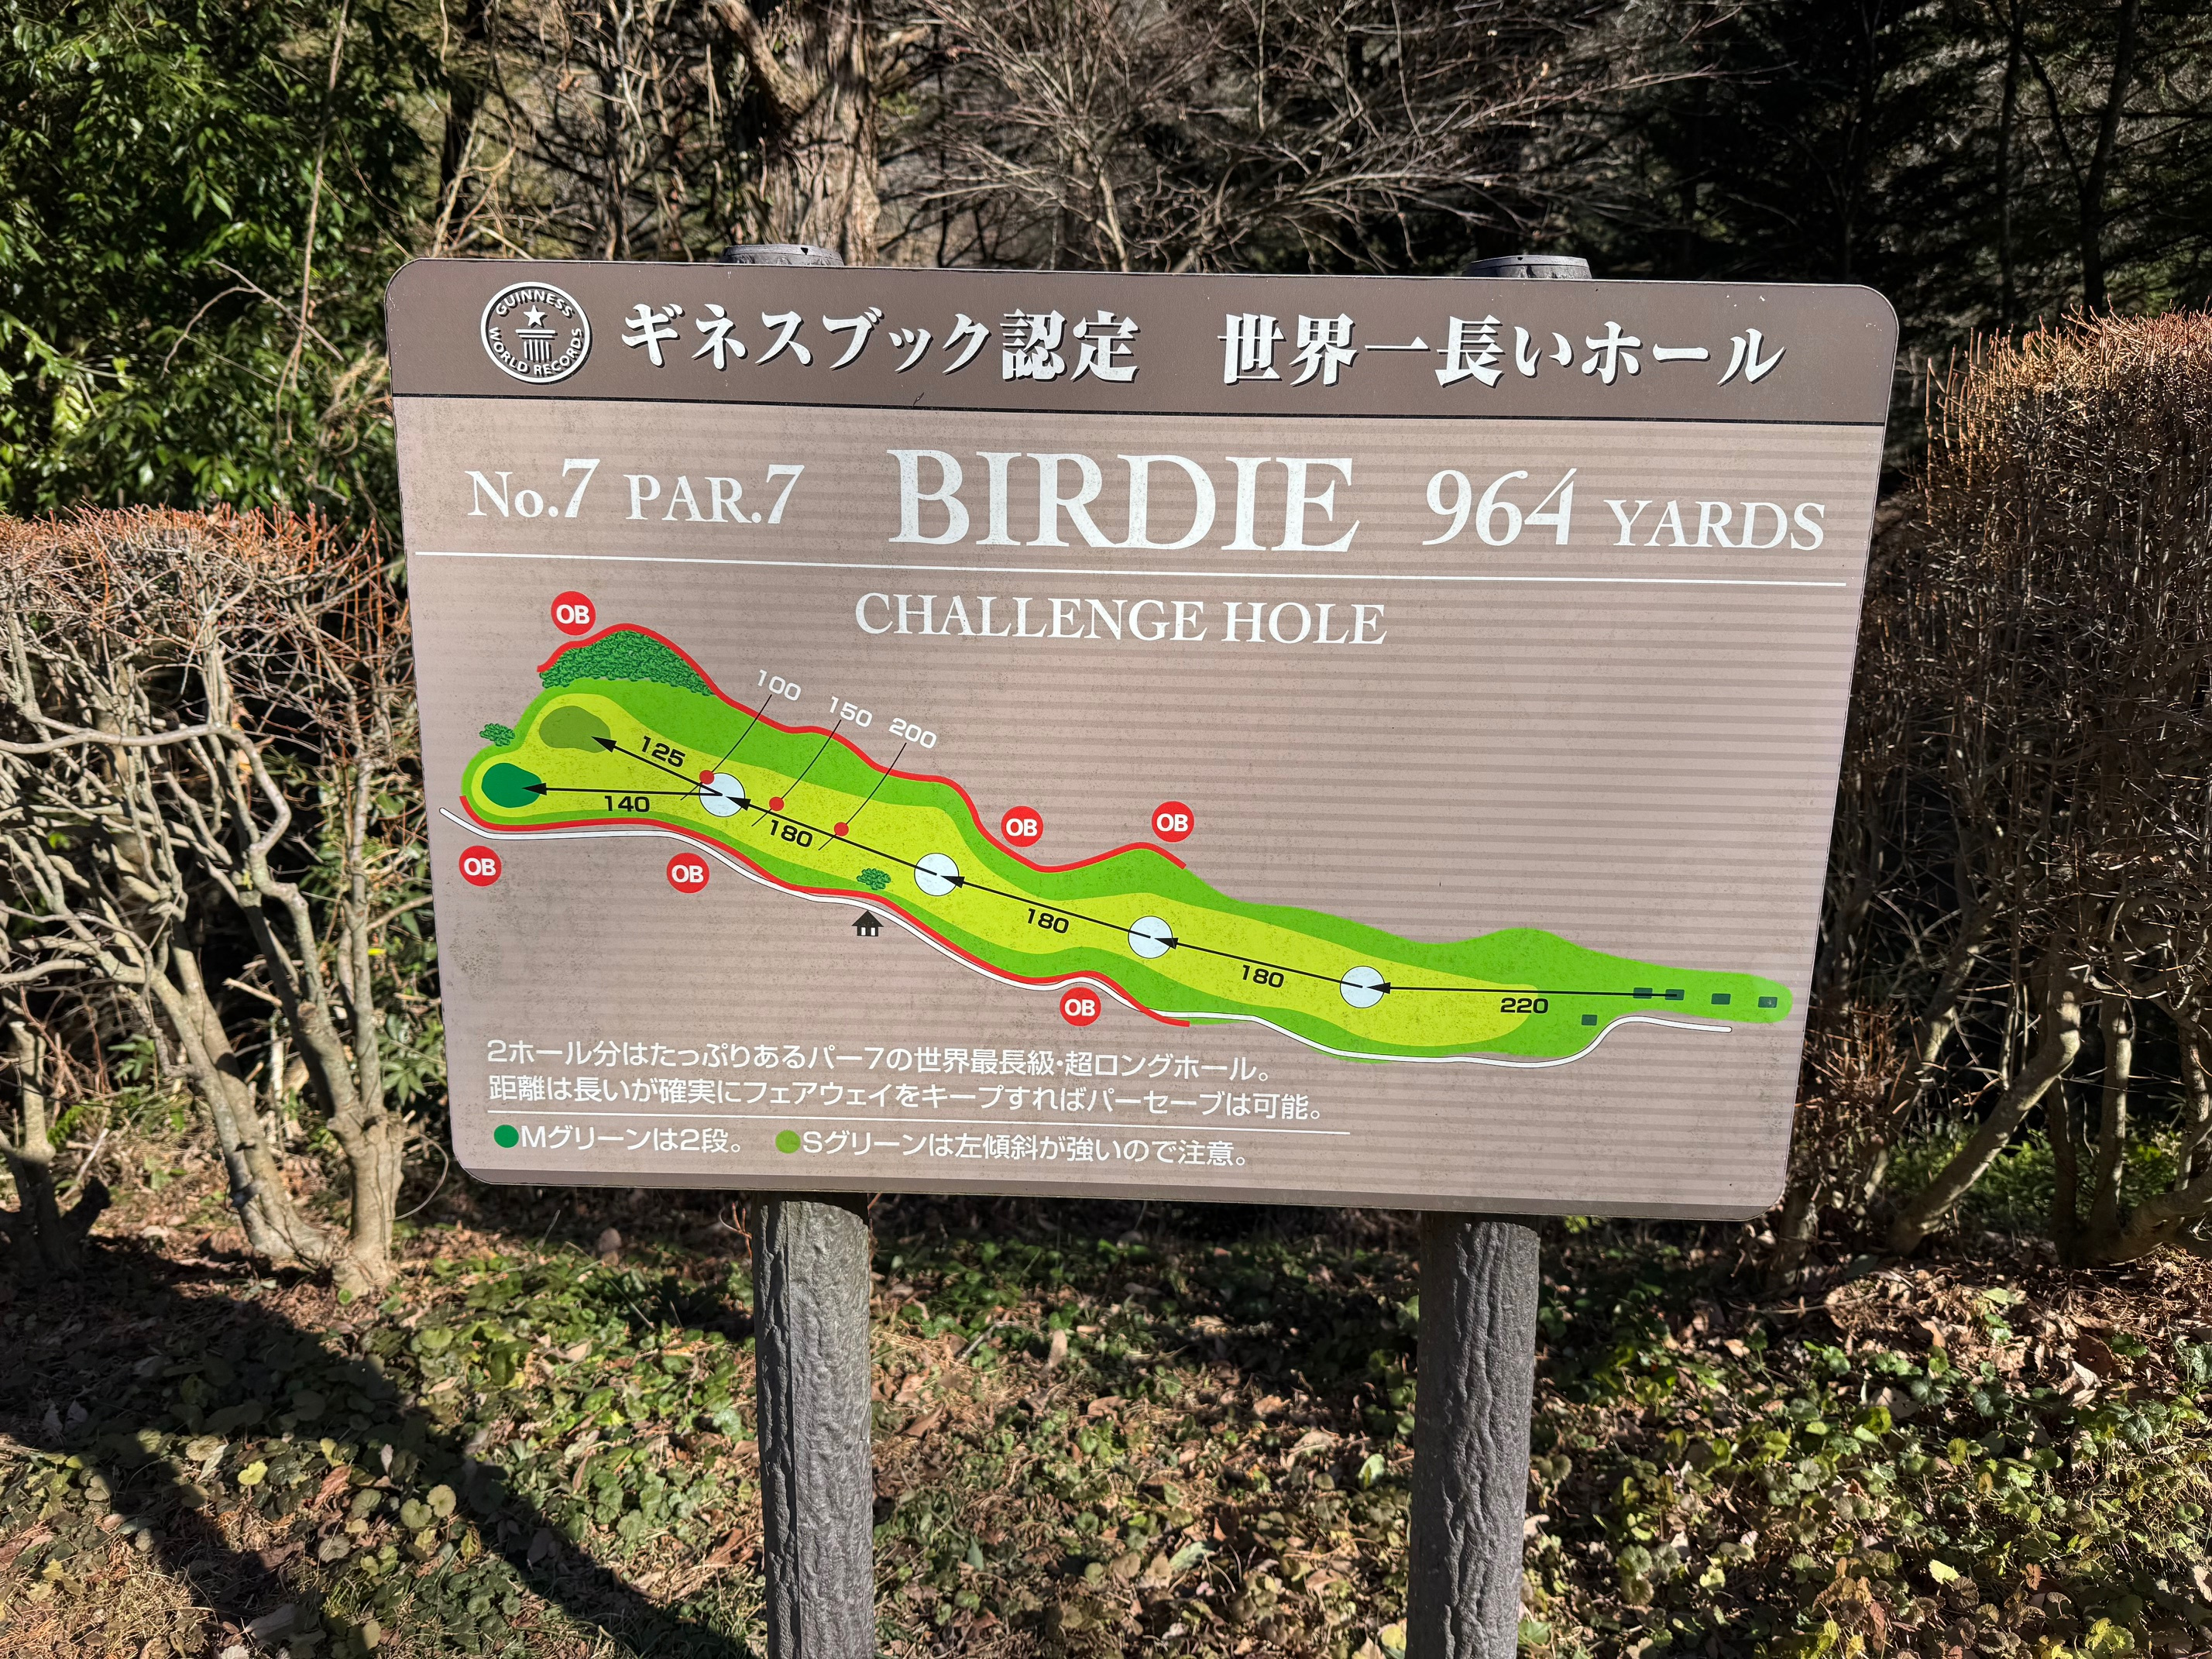 GUINNESS WORLD RECORDS
ギネスブック認定 世界一長いホール
No.7 PAR.7 BIRDIE 964 YARDS
CHALLENGE HOLE
OB
100
150
200
125
140
180
OB
OB
OB
OB
180
180
220
OB
2ホール分はたっぷりあるパー7の世界最長級・超ロングホール。
距離は長いが確実にフェアウェイをキープすればパーセーブは可能。
●Mグリーンは2段。 ●Sグリーンは左傾斜が強いので注意。